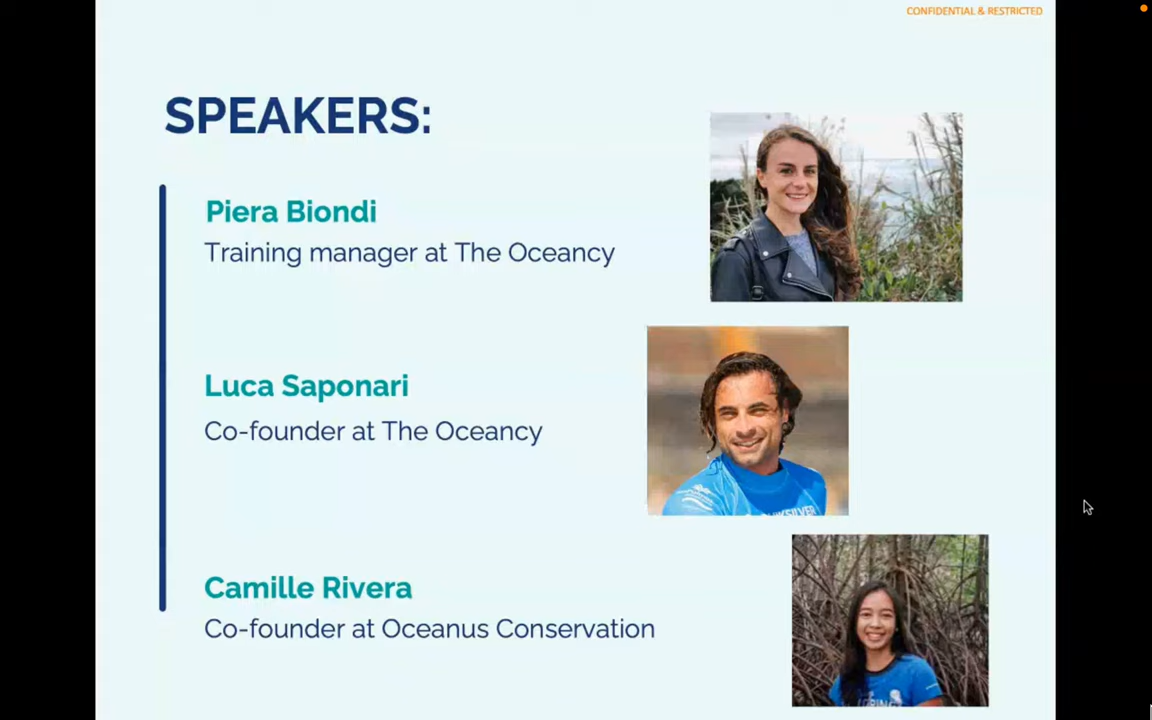 CONFIDENTIAL & RESTRICTED
SPEAKERS:
Piera Biondi
Training manager at The Oceancy
Luca Saponari
Co-founder at The Oceancy
Camille Rivera
Co-founder at Oceanus Conservation